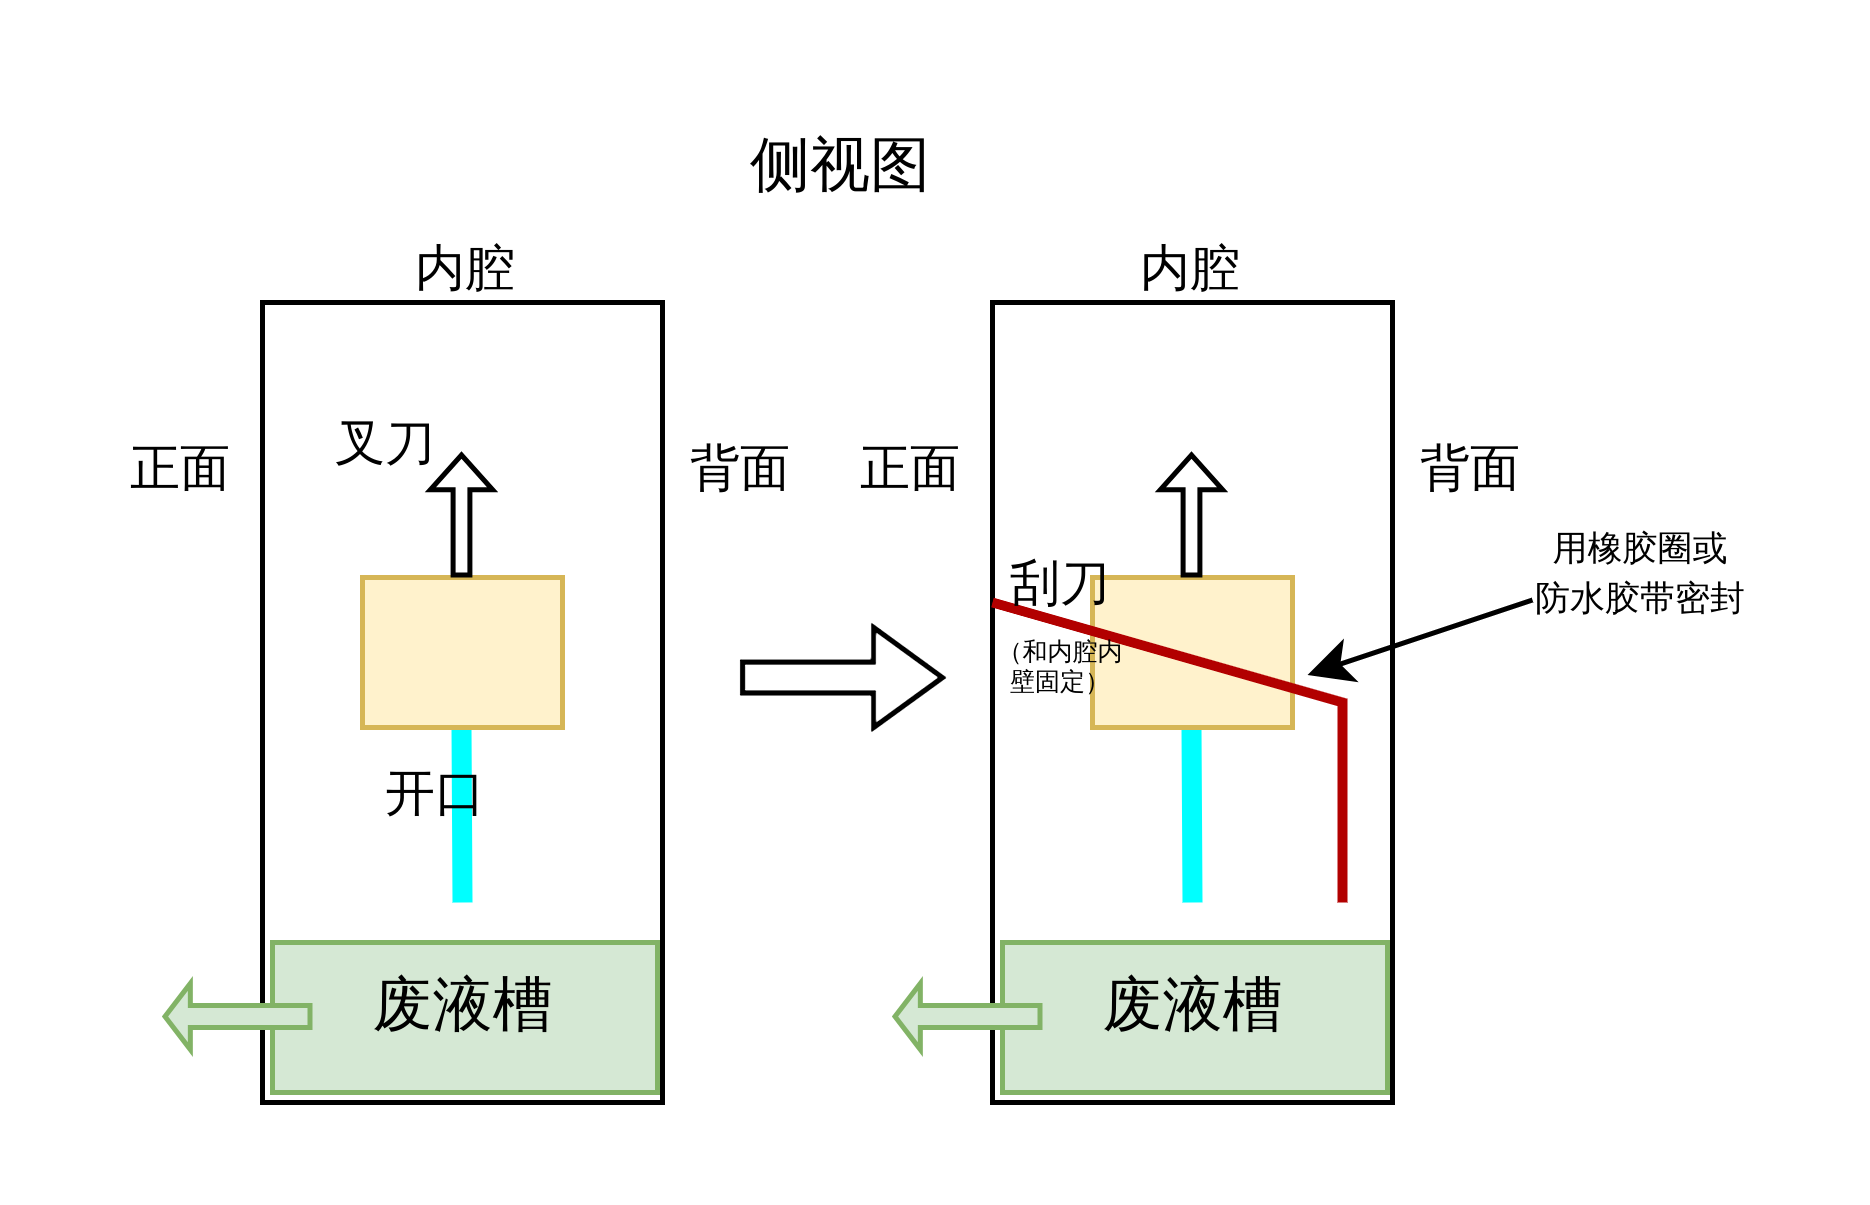 侧视图
内腔
内腔
叉刀
正面
背面
正面
背面
用橡胶圈或
防水胶带密封
刮刀
（和内腔内
壁固定）
开口
废液槽
废液槽